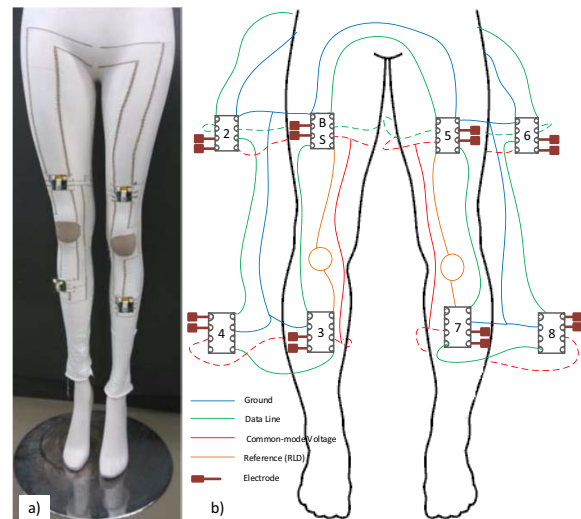 2
B
S
5
6
4
3
7
8
Ground
Data Line
Common-mode Voltage
Reference (RLD)
Electrode
a)
b)